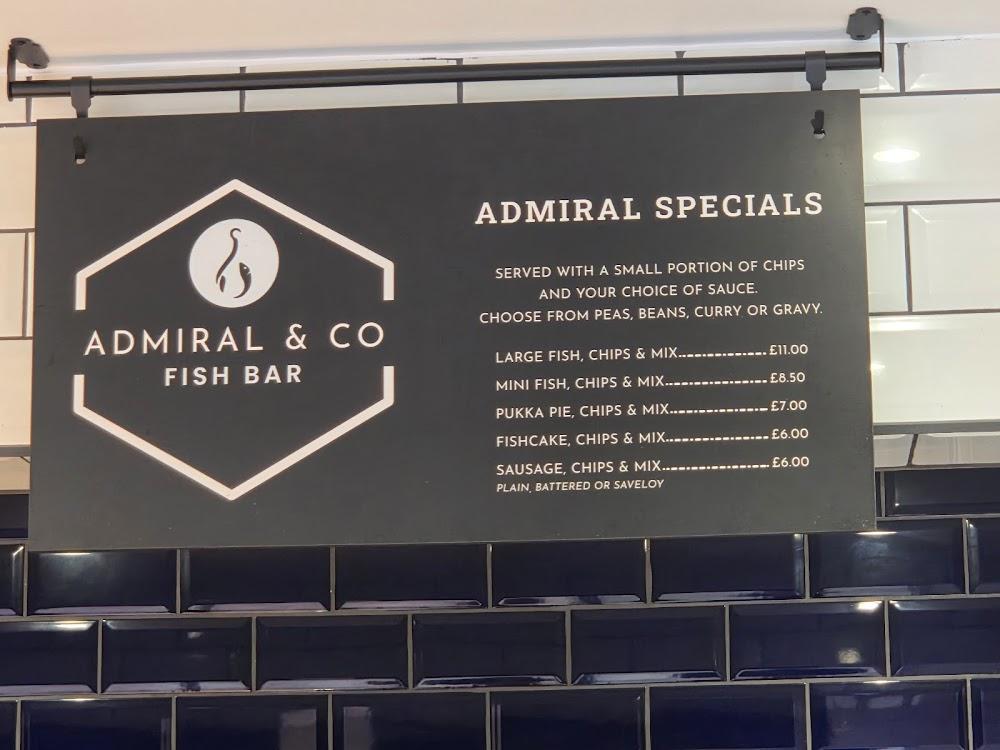 ADMIRAL & CO
FISH BAR
ADMIRAL SPECIALS
SERVED WITH A SMALL PORTION OF CHIPS
AND YOUR CHOICE OF SAUCE.
CHOOSE FROM PEAS, BEANS, CURRY OR GRAVY.
LARGE FISH, CHIPS & MIX................£11.00
MINI FISH, CHIPS & MIX..................£8.50
PUKKA PIE, CHIPS & MIX.................£7.00
FISHCAKE, CHIPS & MIX..................£6.00
SAUSAGE, CHIPS & MIX...................£6.00
PLAIN, BATTERED OR SAVELOY